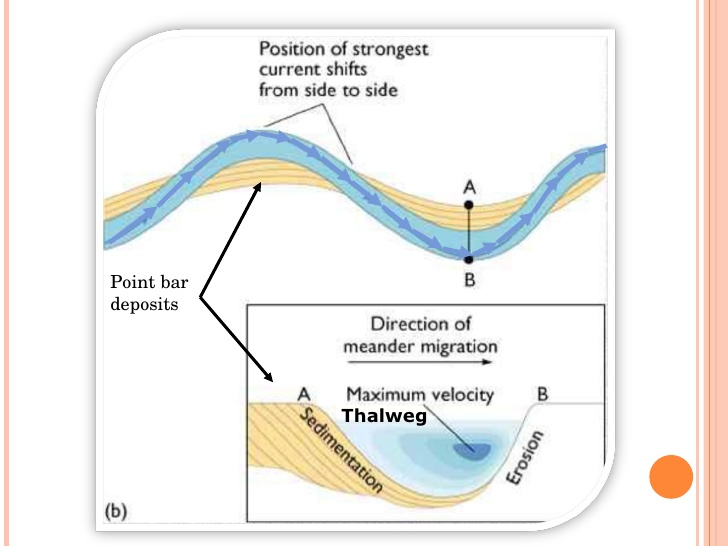 Position of strongest
current shifts
from side to side
A
B
Point bar
deposits
Direction of
meander migration
A
Maximum velocity
B
Thalweg
Sedimentation
Erosion
(b)